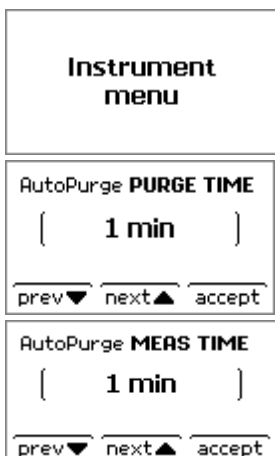 Instrument
menu
AutoPurge PURGE TIME
[ 1 min ]
prev▼ next▲ accept
AutoPurge MEAS TIME
[ 1 min ]
prev▼ next▲ accept